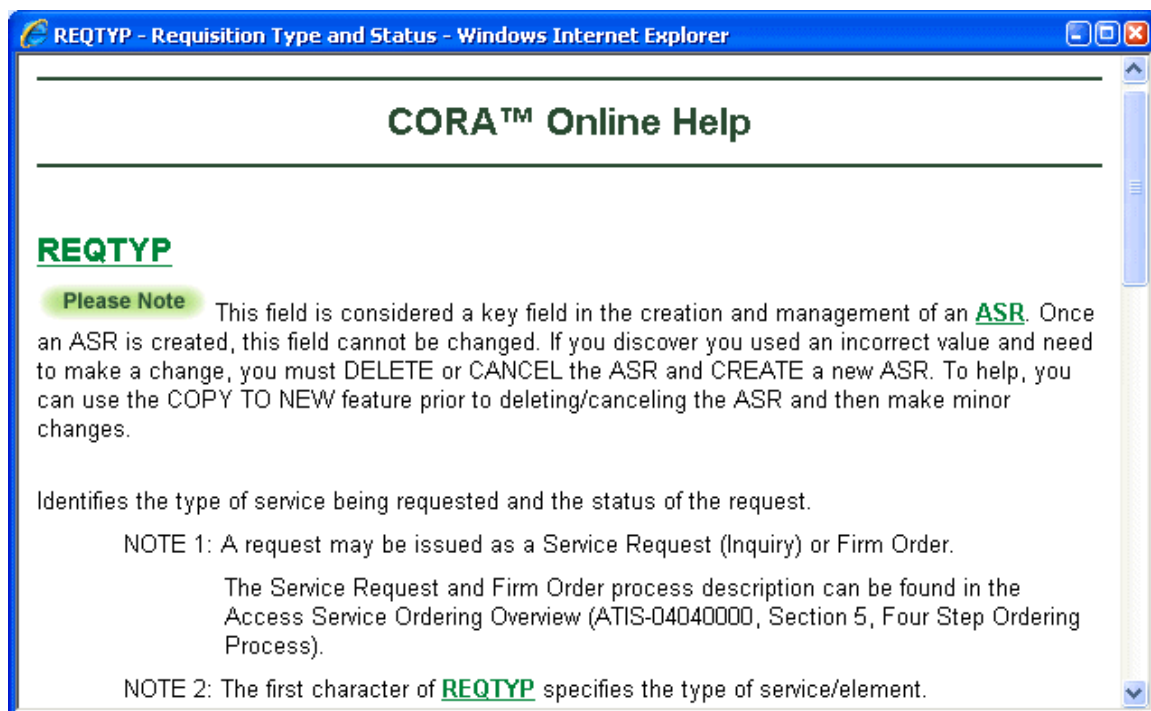 REQTYP - Requisition Type and Status - Windows Internet Explorer
CORA™ Online Help
REQTYP
Please Note This field is considered a key field in the creation and management of an ASR. Once
an ASR is created, this field cannot be changed. If you discover you used an incorrect value and need
to make a change, you must DELETE or CANCEL the ASR and CREATE a new ASR. To help, you
can use the COPY TO NEW feature prior to deleting/canceling the ASR and then make minor
changes.
Identifies the type of service being requested and the status of the request.
NOTE 1: A request may be issued as a Service Request (Inquiry) or Firm Order.
The Service Request and Firm Order process description can be found in the
Access Service Ordering Overview (ATIS-04040000, Section 5, Four Step Ordering
Process).
NOTE 2: The first character of REQTYP specifies the type of service/element.